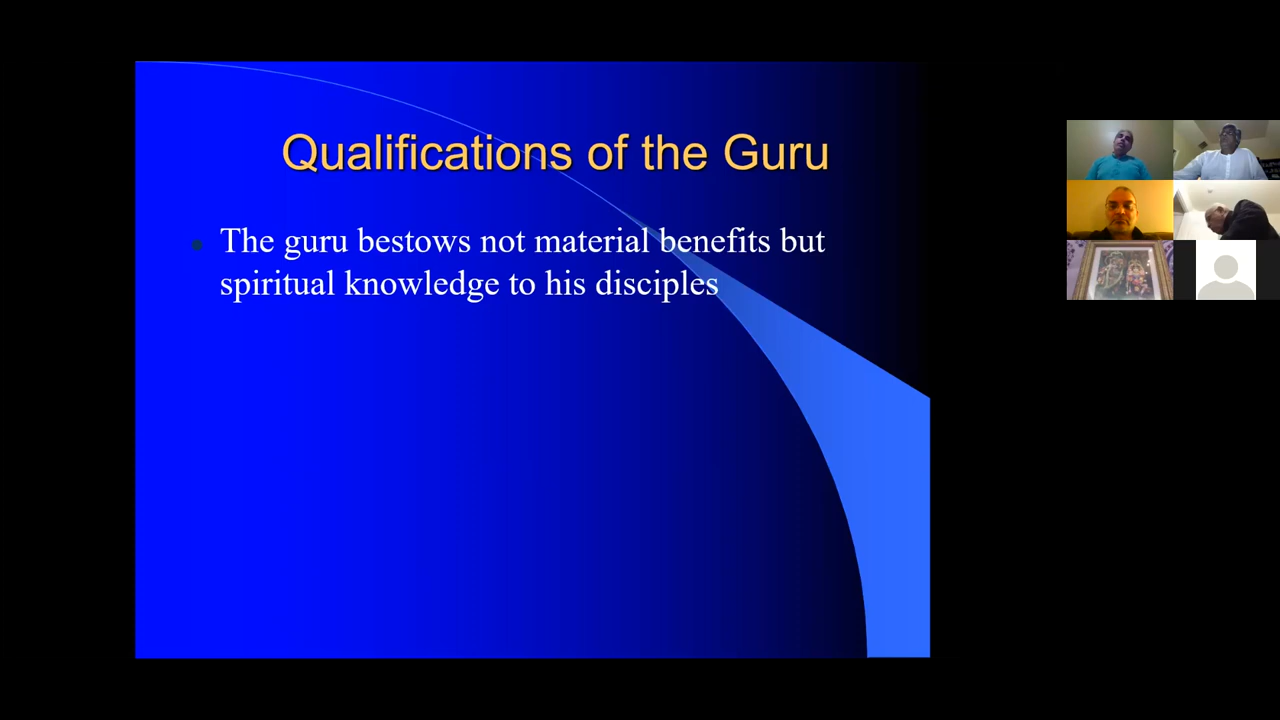 Qualifications of the Guru
The guru bestows not material benefits but
spiritual knowledge to his disciples